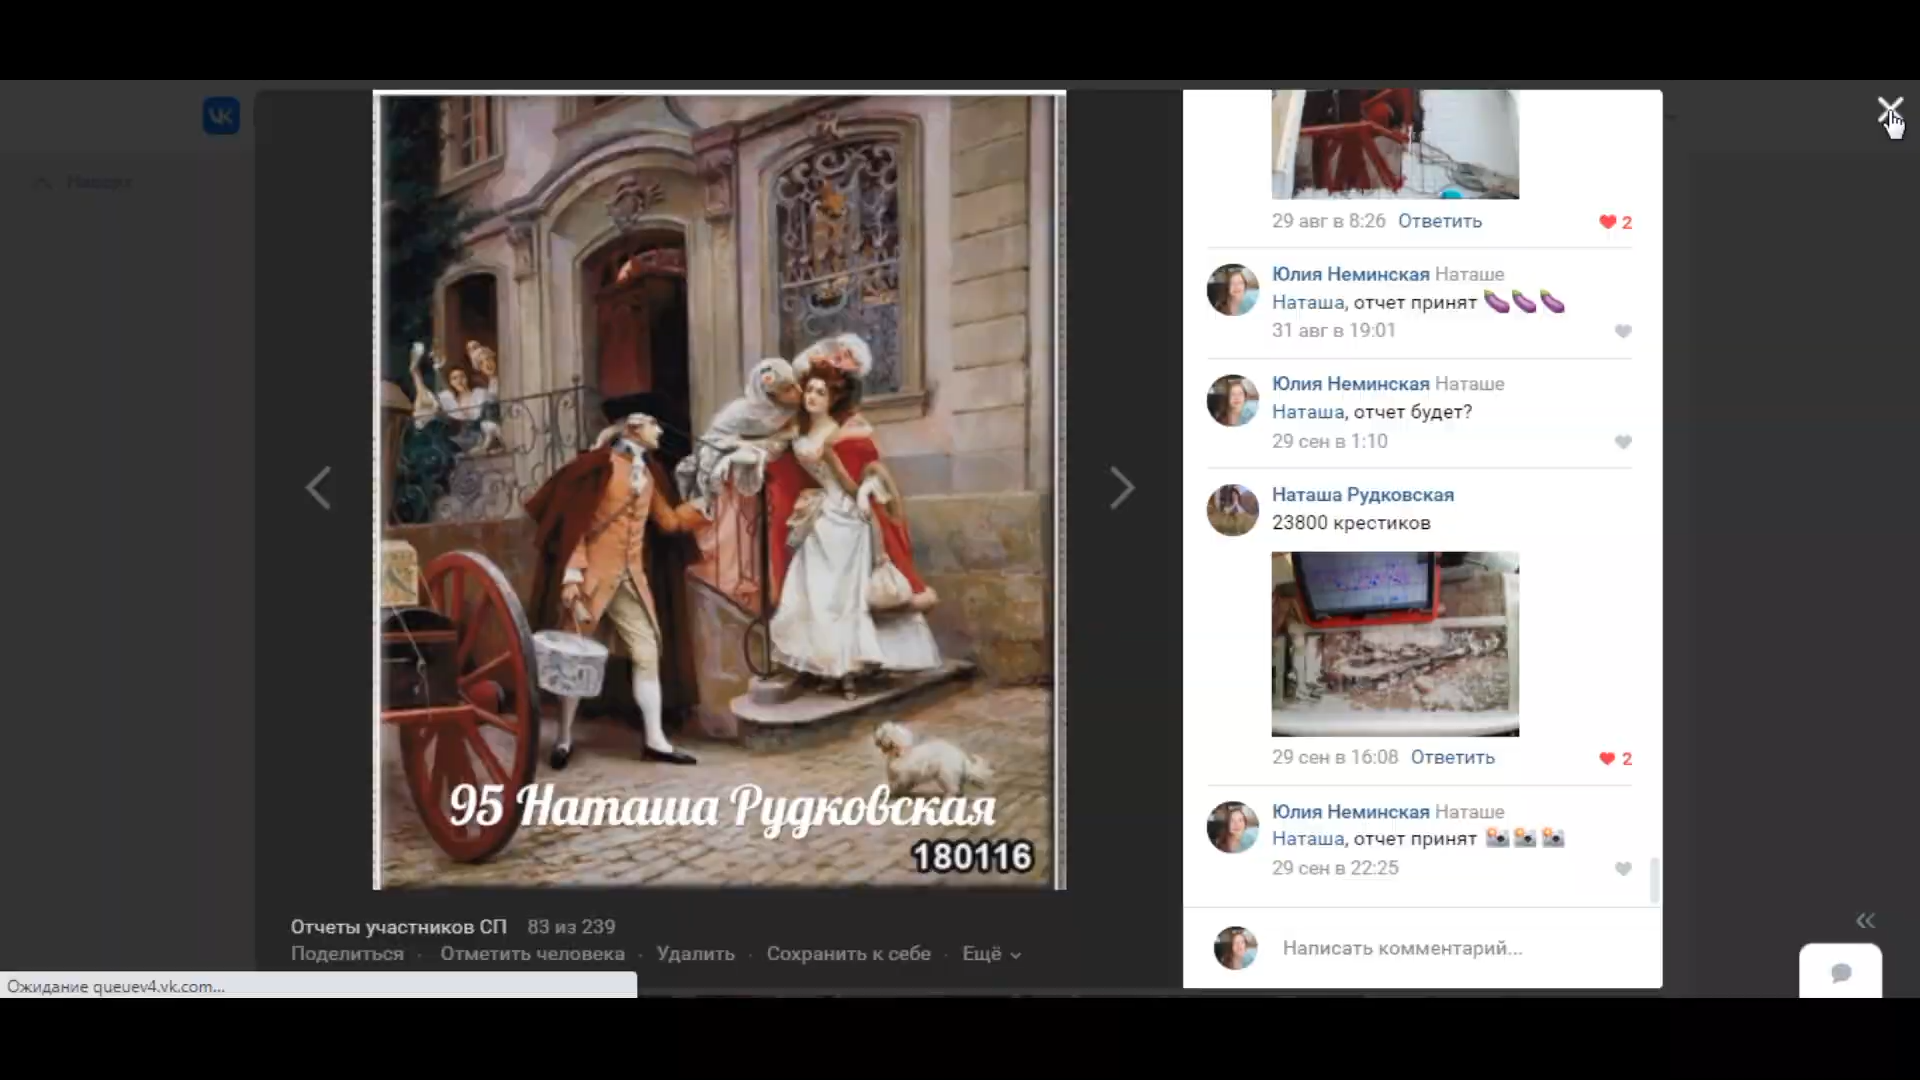 29 авг в 8:26 Ответить
2
Юлия Неминская Наташе
Наташа, отчет принят 🍆🍆🍆
31 авг в 19:01
Юлия Неминская Наташе
Наташа, отчет будет?
29 сен в 1:10
Наташа Рудковская
23800 крестиков
29 сен в 16:08 Ответить
2
Юлия Неминская Наташе
Наташа, отчет принят
29 сен в 22:25
Написать комментарий...
95 Наташа Рудковская
180116
Отчеты участников СП 83 из 239
Поделиться · Отметить человека · Удалить · Сохранить к себе · Ещё
Ожидание queuev4.vk.com...